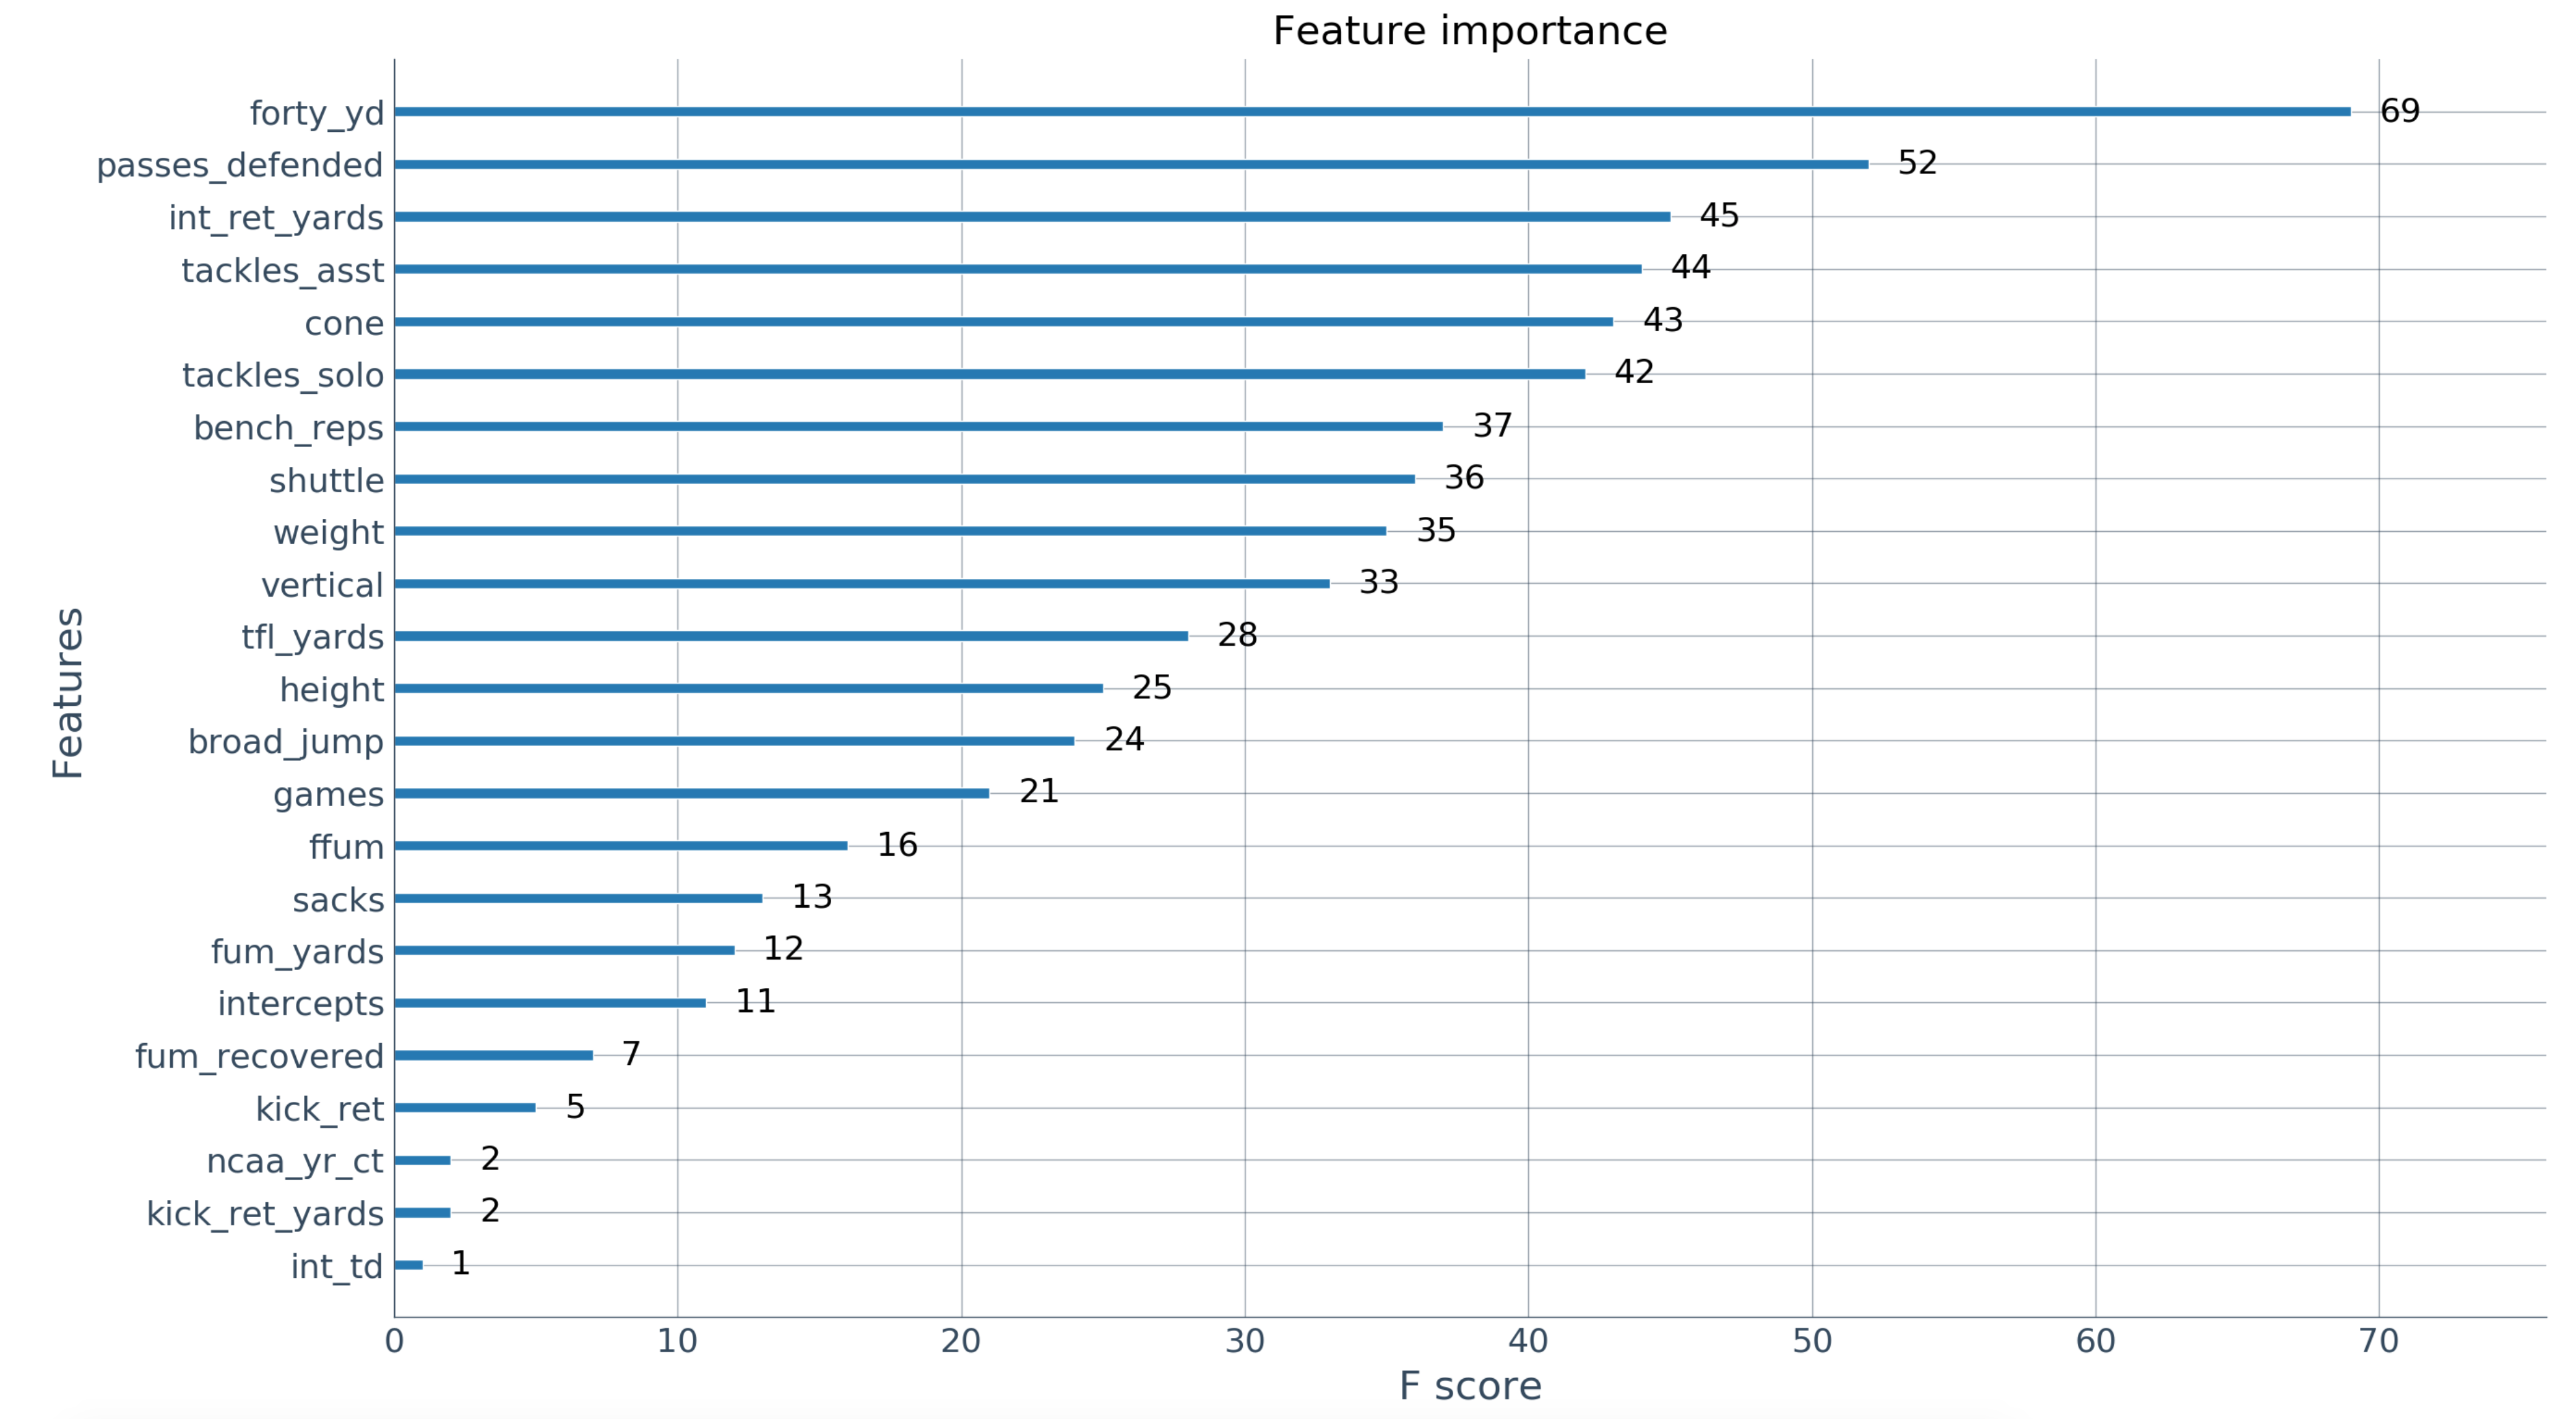 Feature importance
forty_yd 69
passes_defended 52
int_ret_yards 45
tackles_asst 44
cone 43
tackles_solo 42
bench_reps 37
shuttle 36
weight 35
vertical 33
tfl_yards 28
height 25
broad_jump 24
games 21
ffum 16
sacks 13
fum_yards 12
intercepts 11
fum_recovered 7
kick_ret 5
ncaa_yr_ct 2
kick_ret_yards 2
int_td 1
Features
0 10 20 30 40 50 60 70
F score